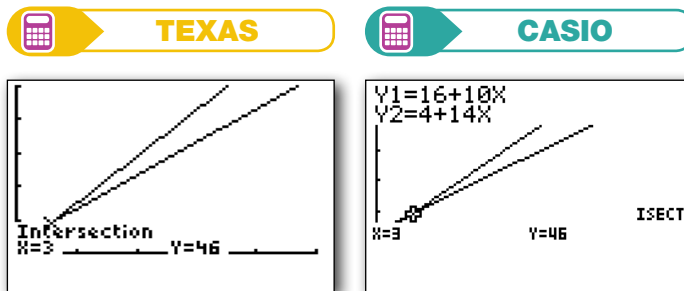 TEXAS
CASIO
Intersection
X=3 Y=46
Y1=16+10X
Y2=4+14X
ISECT
X=3 Y=46